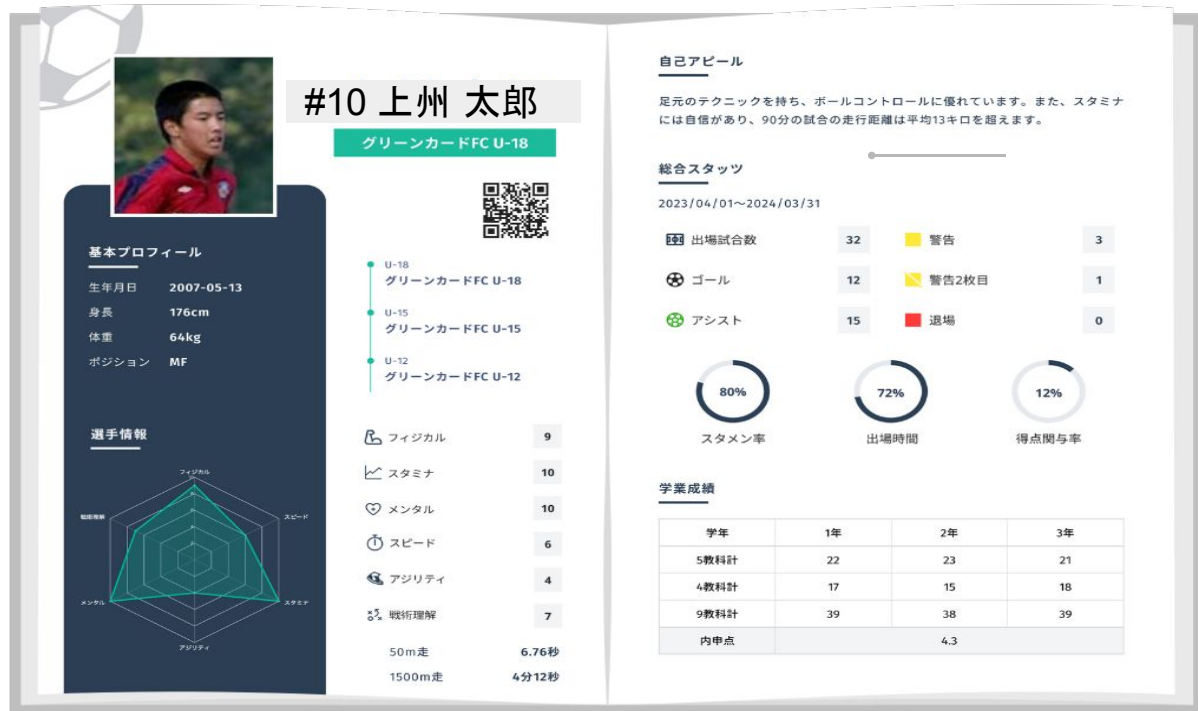 #10 上州 太郎
グリーンカードFC U-18
基本プロフィール
生年月日 2007-05-13
身長 176cm
体重 64kg
ポジション MF
U-18
グリーンカードFC U-18
U-15
グリーンカードFC U-15
U-12
グリーンカードFC U-12
選手情報
フィジカル
スピード
スタミナ
アジリティ
メンタル
戦術理解
フィジカル 9
スタミナ 10
メンタル 10
スピード 6
アジリティ 4
戦術理解 7
50m走 6.76秒
1500m走 4分12秒
自己アピール
足元のテクニックを持ち、ボールコントロールに優れています。また、スタミナ
には自信があり、90分の試合の走行距離は平均13キロを超えます。
総合スタッツ
2023/04/01~2024/03/31
出場試合数 32 警告 3
ゴール 12 警告2枚目 1
アシスト 15 退場 0
80% 72% 12%
スタメン率 出場時間 得点関与率
学業成績
学年 1年 2年 3年
5教科計 22 23 21
4教科計 17 15 18
9教科計 39 38 39
内申点 4.3